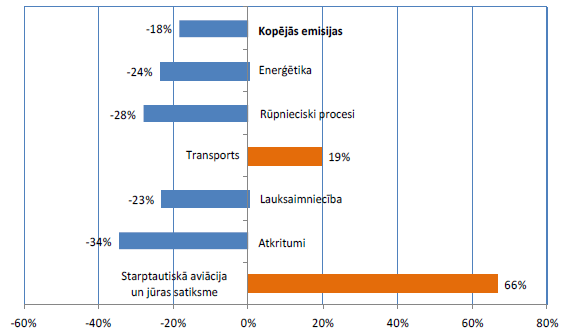 -18% Kopējās emisijas
-24% Enerģētika
-28% Rūpnieciski procesi
Transports 19%
-23% Lauksaimniecība
-34% Atkritumi
Starptautiskā aviācija
un jūras satiksme 66%
-60% -40% -20% 0% 20% 40% 60% 80%